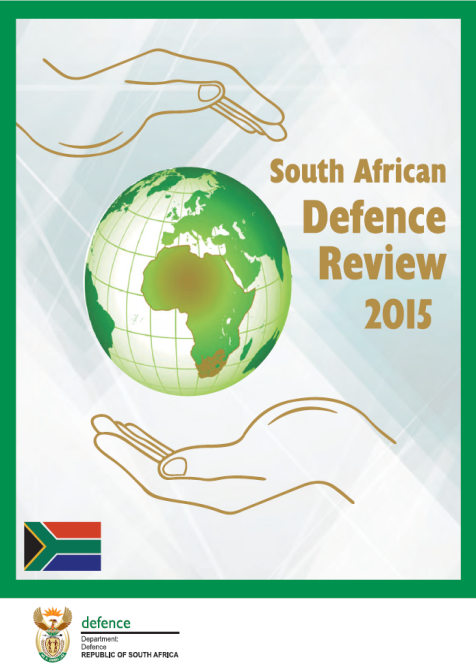 South African
Defence
Review
2015
defence
Department:
Defence
REPUBLIC OF SOUTH AFRICA